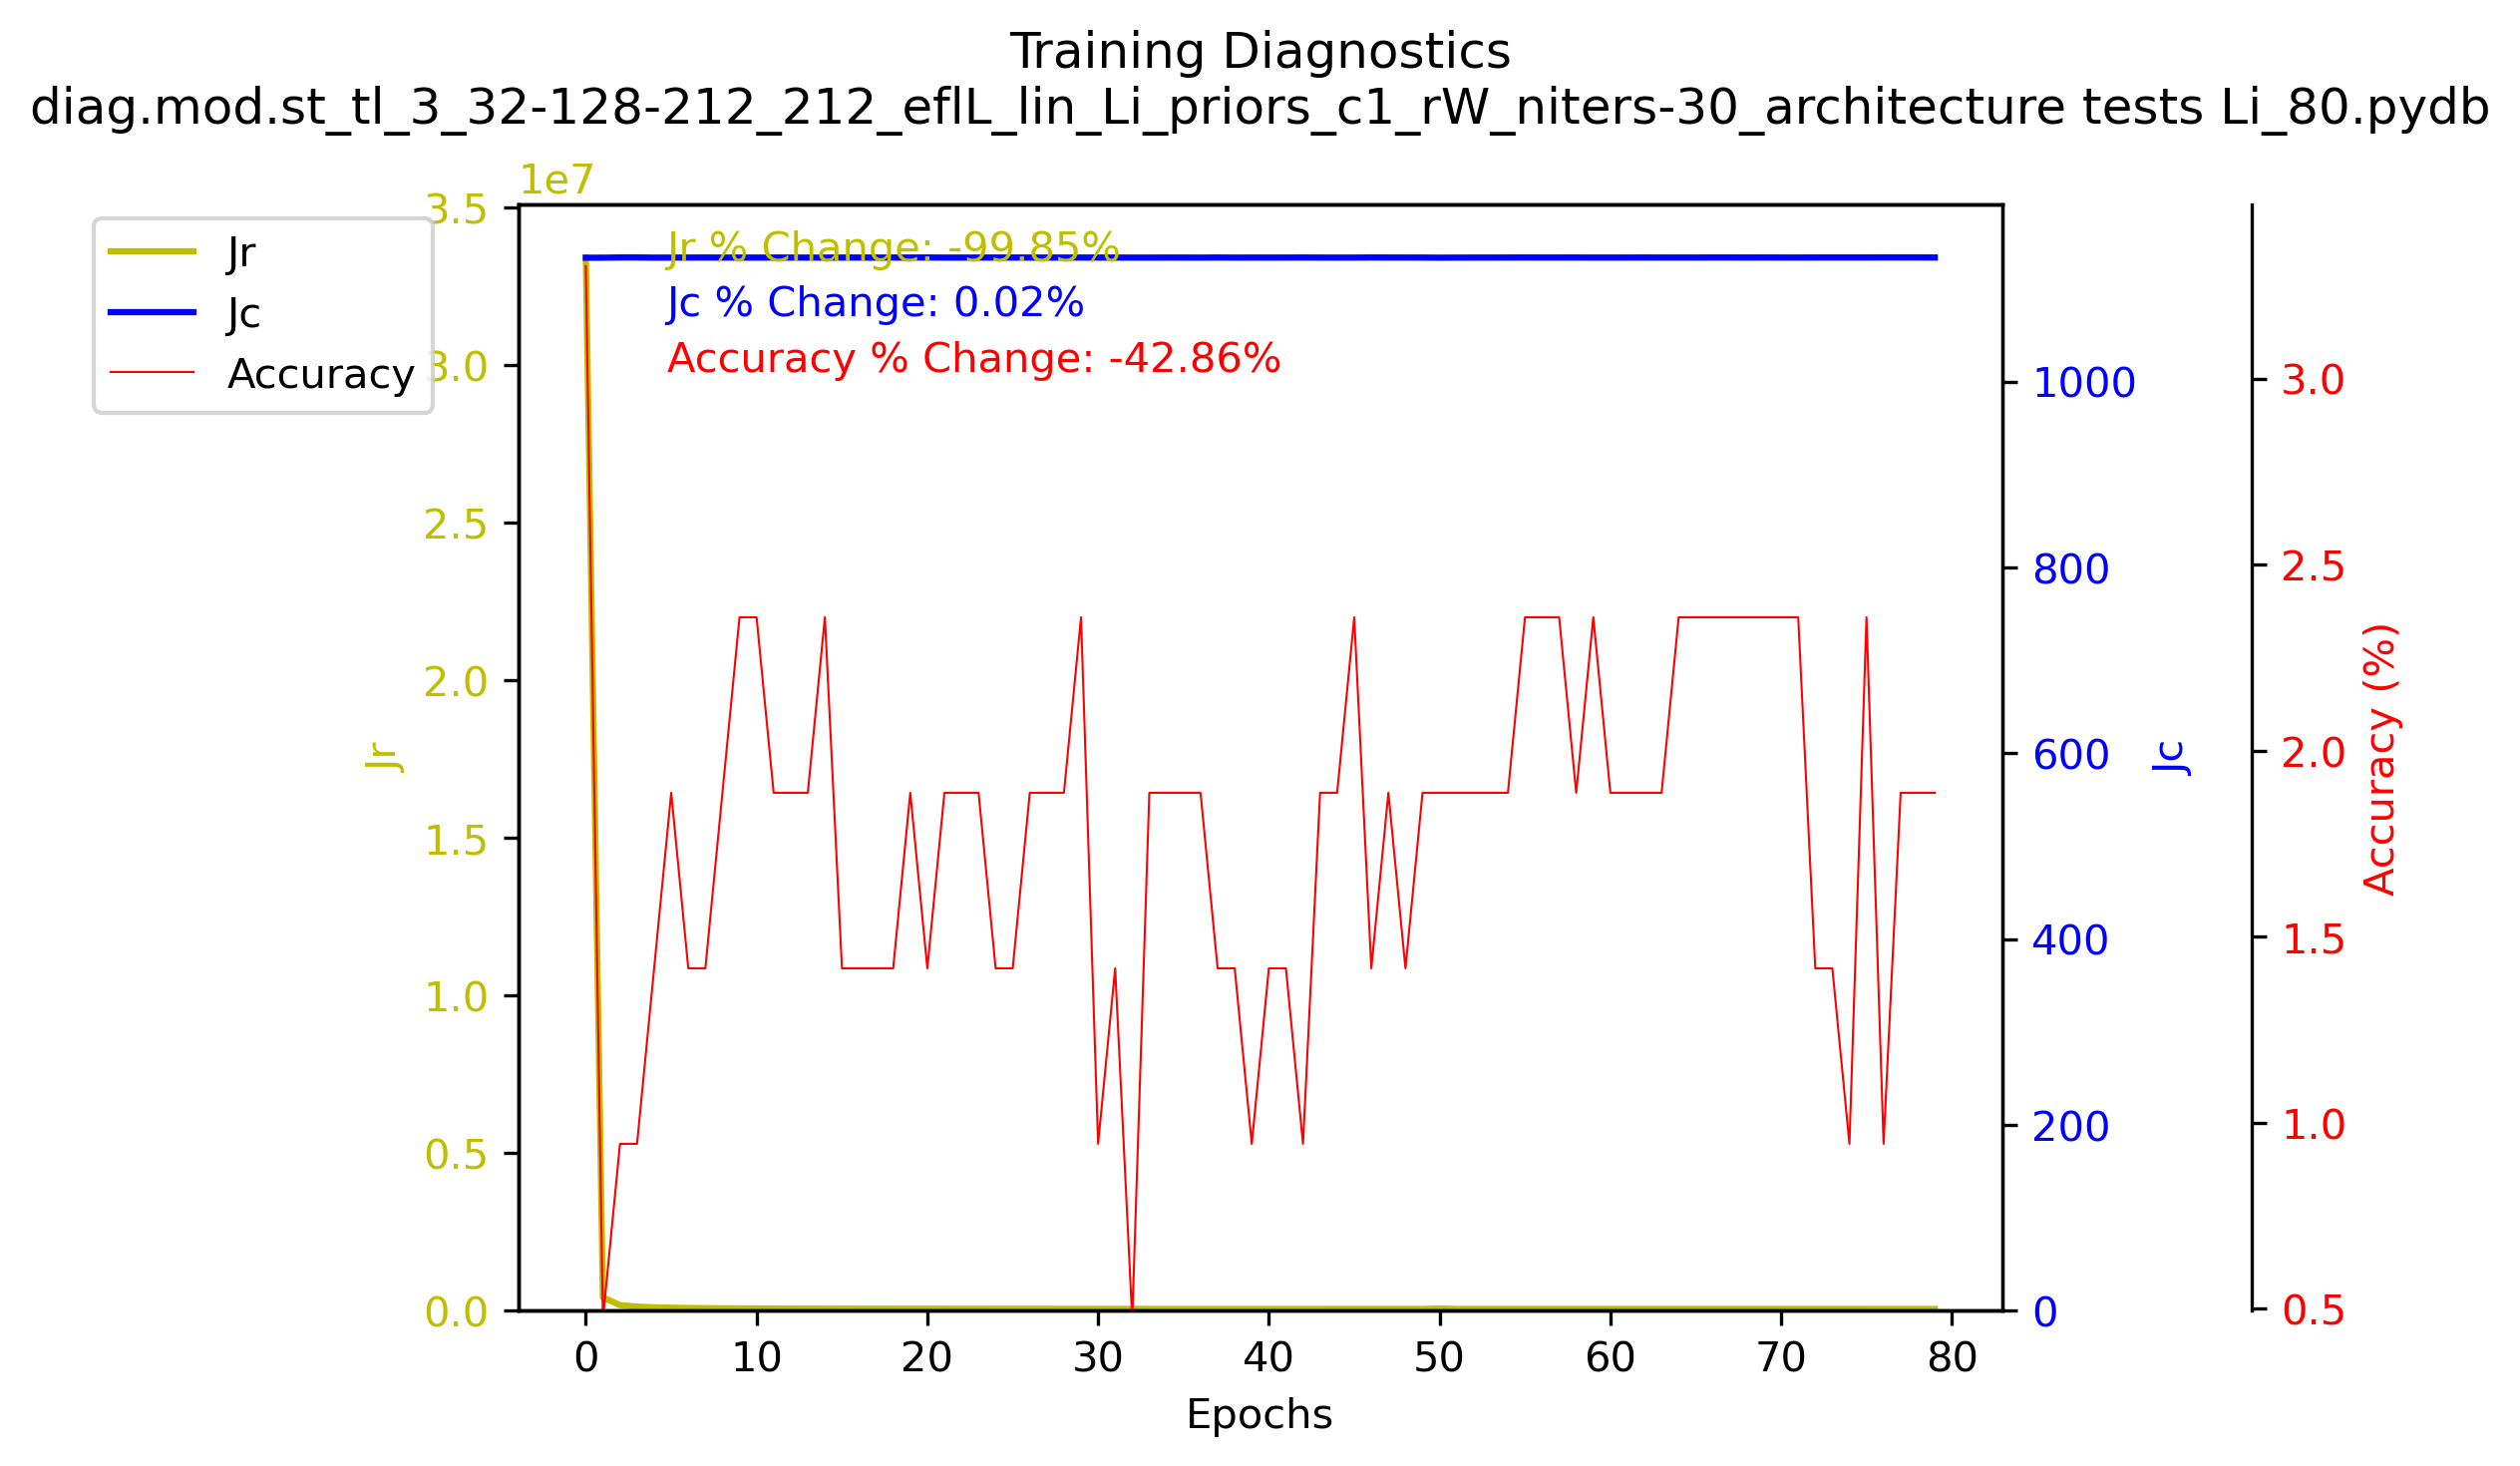 Training Diagnostics
diag.mod.st_tl_3_32-128-212_212_eflL_lin_Li_priors_c1_rW_niters-30_architecture tests Li_80.pydb
1e7
3.5
3.0
2.5
2.0
1.5
1.0
0.5
0.0
Jr
Jr
Jc
Accuracy
Jr % Change: -99.85%
Jc % Change: 0.02%
Accuracy % Change: -42.86%
1000
800
600
400
200
0
Jc
3.0
2.5
2.0
1.5
1.0
0.5
Accuracy (%)
0 10 20 30 40 50 60 70 80
Epochs